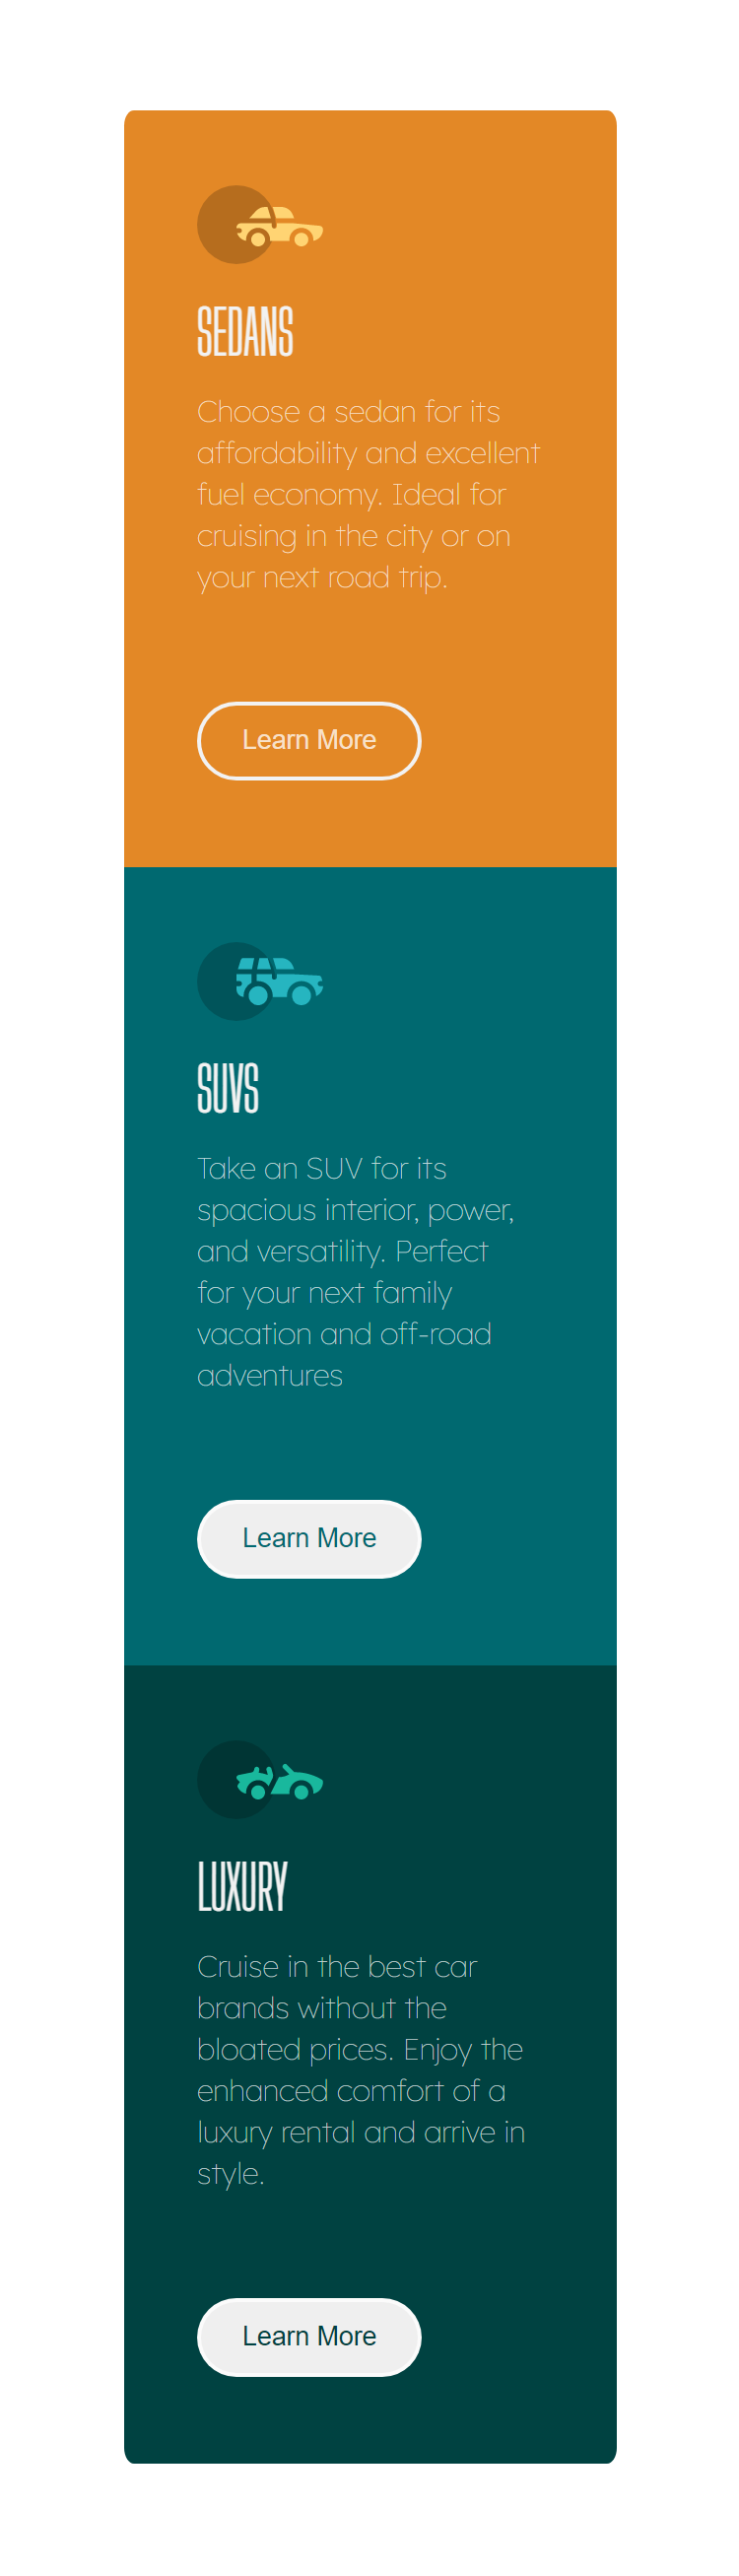 SEDANS
Choose a sedan for its
affordability and excellent
fuel economy. Ideal for
cruising in the city or on
your next road trip.
Learn More
SUVS
Take an SUV for its
spacious interior, power,
and versatility. Perfect
for your next family
vacation and off-road
adventures
Learn More
LUXURY
Cruise in the best car
brands without the
bloated prices. Enjoy the
enhanced comfort of a
luxury rental and arrive in
style.
Learn More